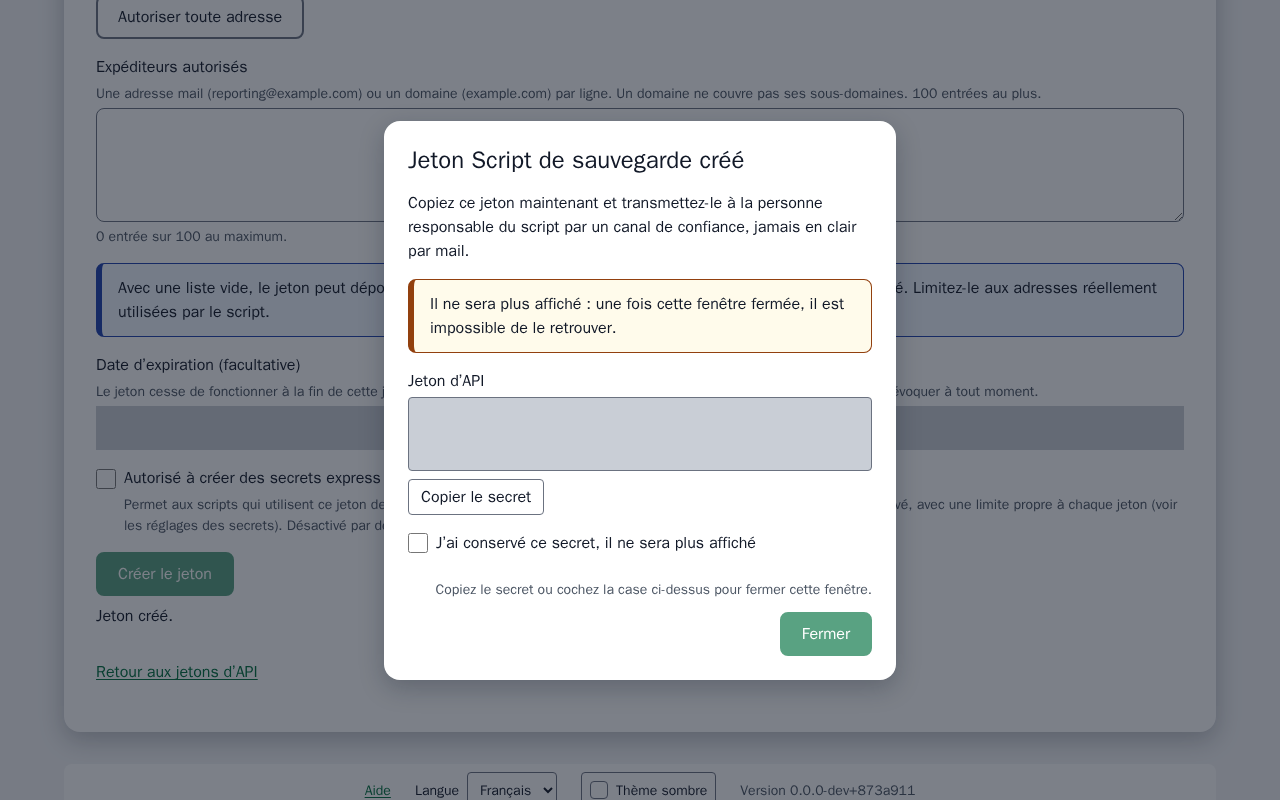 Autoriser toute adresse
Expéditeurs autorisés
Une adresse mail (reporting@example.com) ou un domaine (example.com) par ligne. Un domaine ne couvre pas ses sous-domaines. 100 entrées au plus.
0 entrée sur 100 au maximum.
Avec une liste vide, le jeton peut dépo
é. Limitez-le aux adresses réellement
utilisées par le script.
Date d'expiration (facultative)
Le jeton cesse de fonctionner à la fin de cette j
évoquer à tout moment.
Autorisé à créer des secrets express
Permet aux scripts qui utilisent ce jeton de
vé, avec une limite propre à chaque jeton (voir
les réglages des secrets). Désactivé par dé
Créer le jeton
Jeton créé.
Retour aux jetons d'API
Jeton Script de sauvegarde créé
Copiez ce jeton maintenant et transmettez-le à la personne
responsable du script par un canal de confiance, jamais en clair
par mail.
Il ne sera plus affiché : une fois cette fenêtre fermée, il est
impossible de le retrouver.
Jeton d'API
Copier le secret
J'ai conservé ce secret, il ne sera plus affiché
Copiez le secret ou cochez la case ci-dessus pour fermer cette fenêtre.
Fermer
Aide
Langue
Français
Thème sombre
Version 0.0.0-dev+873a911